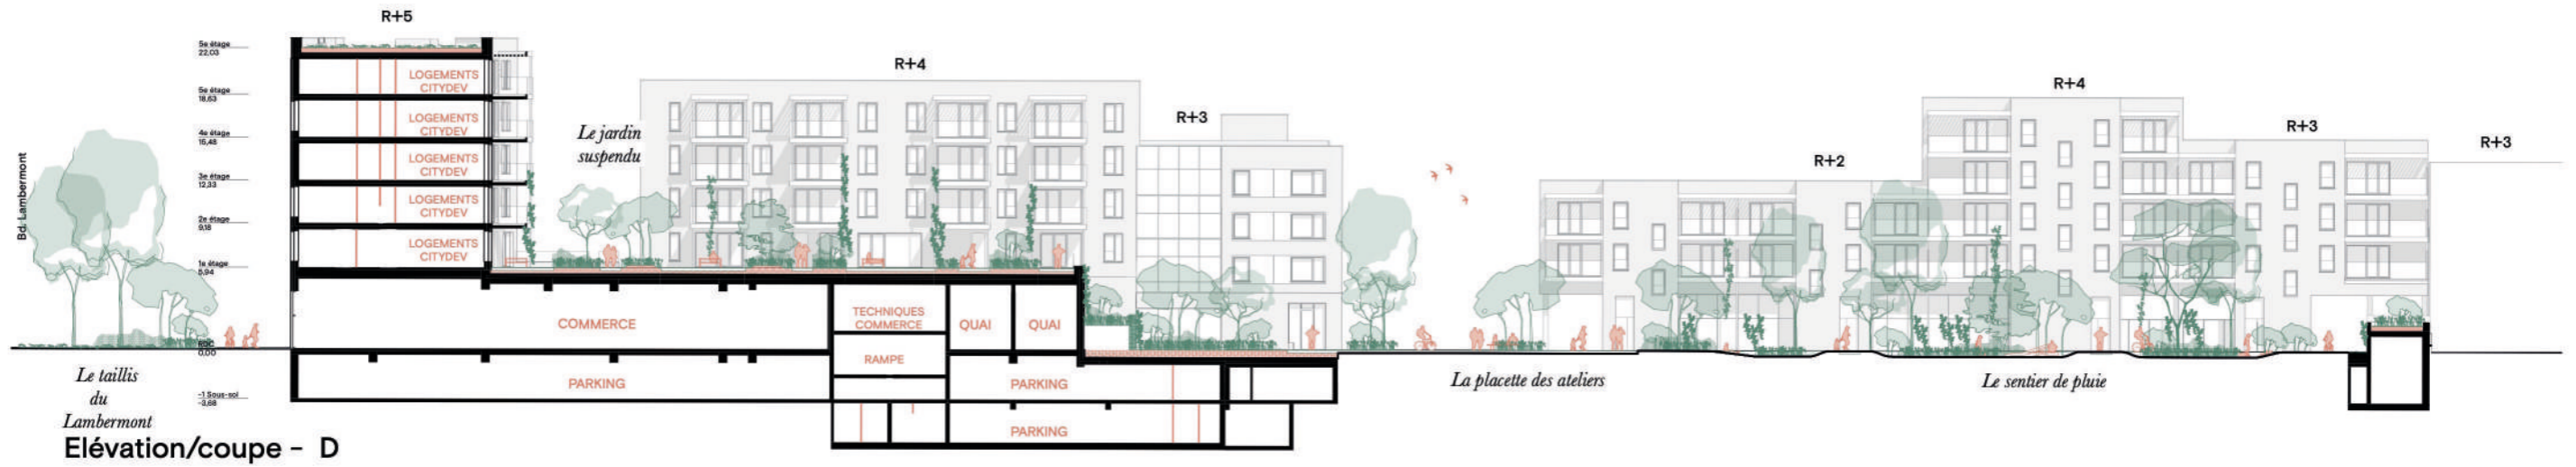 R+5
5e étage
22,03
5e étage
18,63
4e étage
15,48
3e étage
12,33
2e étage
9,18
1e étage
5,94
RDC
0,00
-1 Sous-sol
-3,68
Bd. Lambermont
LOGEMENTS
CITYDEV
LOGEMENTS
CITYDEV
LOGEMENTS
CITYDEV
LOGEMENTS
CITYDEV
LOGEMENTS
CITYDEV
Le jardin
suspendu
R+4
R+3
R+2
R+4
R+3
R+3
COMMERCE
TECHNIQUES
COMMERCE
QUAI
QUAI
RAMPE
PARKING
PARKING
PARKING
Le taillis
du
Lambermont
La placette des ateliers
Le sentier de pluie
Elévation/coupe - D